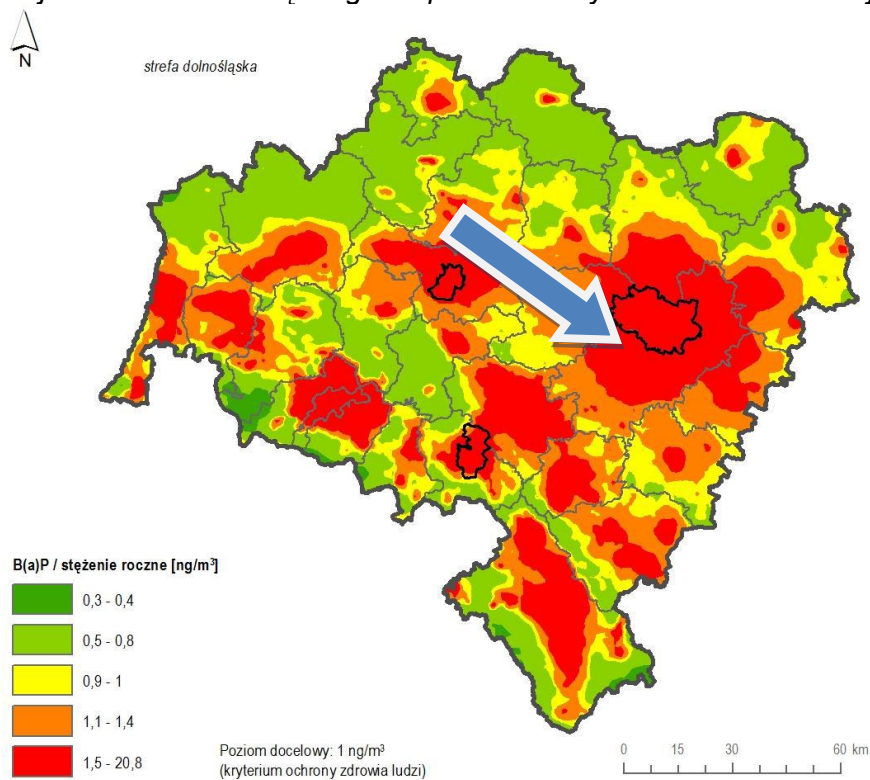 N
strefa dolnośląska
B(a)P / stężenie roczne [ng/m³]
0,3 - 0,4
0,5 - 0,8
0,9 - 1
1,1 - 1,4
1,5 - 20,8
Poziom docelowy: 1 ng/m³
(kryterium ochrony zdrowia ludzi)
0 15 30 60 km